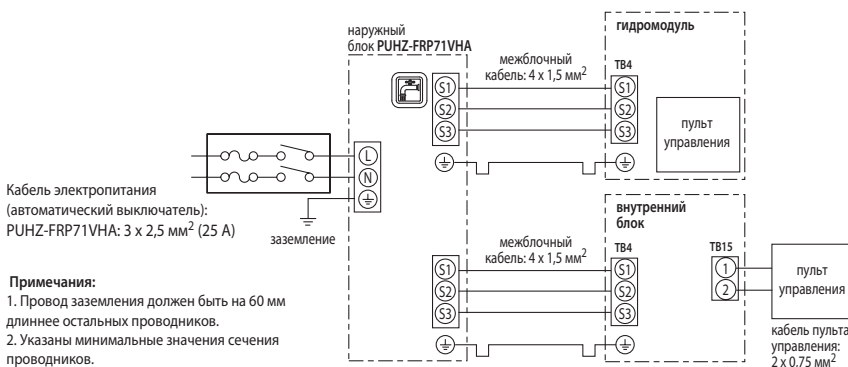 наружный
блок PUHZ-FRP71VHA
S1
S2
S3
межблочный
кабель: 4 x 1,5 мм²
гидромодуль
TB4
S1
S2
S3
пульт
управления
L
N
Кабель электропитания
(автоматический выключатель):
PUHZ-FRP71VHA: 3 x 2,5 мм² (25 A)
заземление
Примечания:
1. Провод заземления должен быть на 60 мм
длиннее остальных проводников.
2. Указаны минимальные значения сечения
проводников.
S1
S2
S3
межблочный
кабель: 4 x 1,5 мм²
внутренний
блок
TB4
S1
S2
S3
TB15
1
2
пульт
управления
кабель пульта
управления:
2 x 0,75 мм²